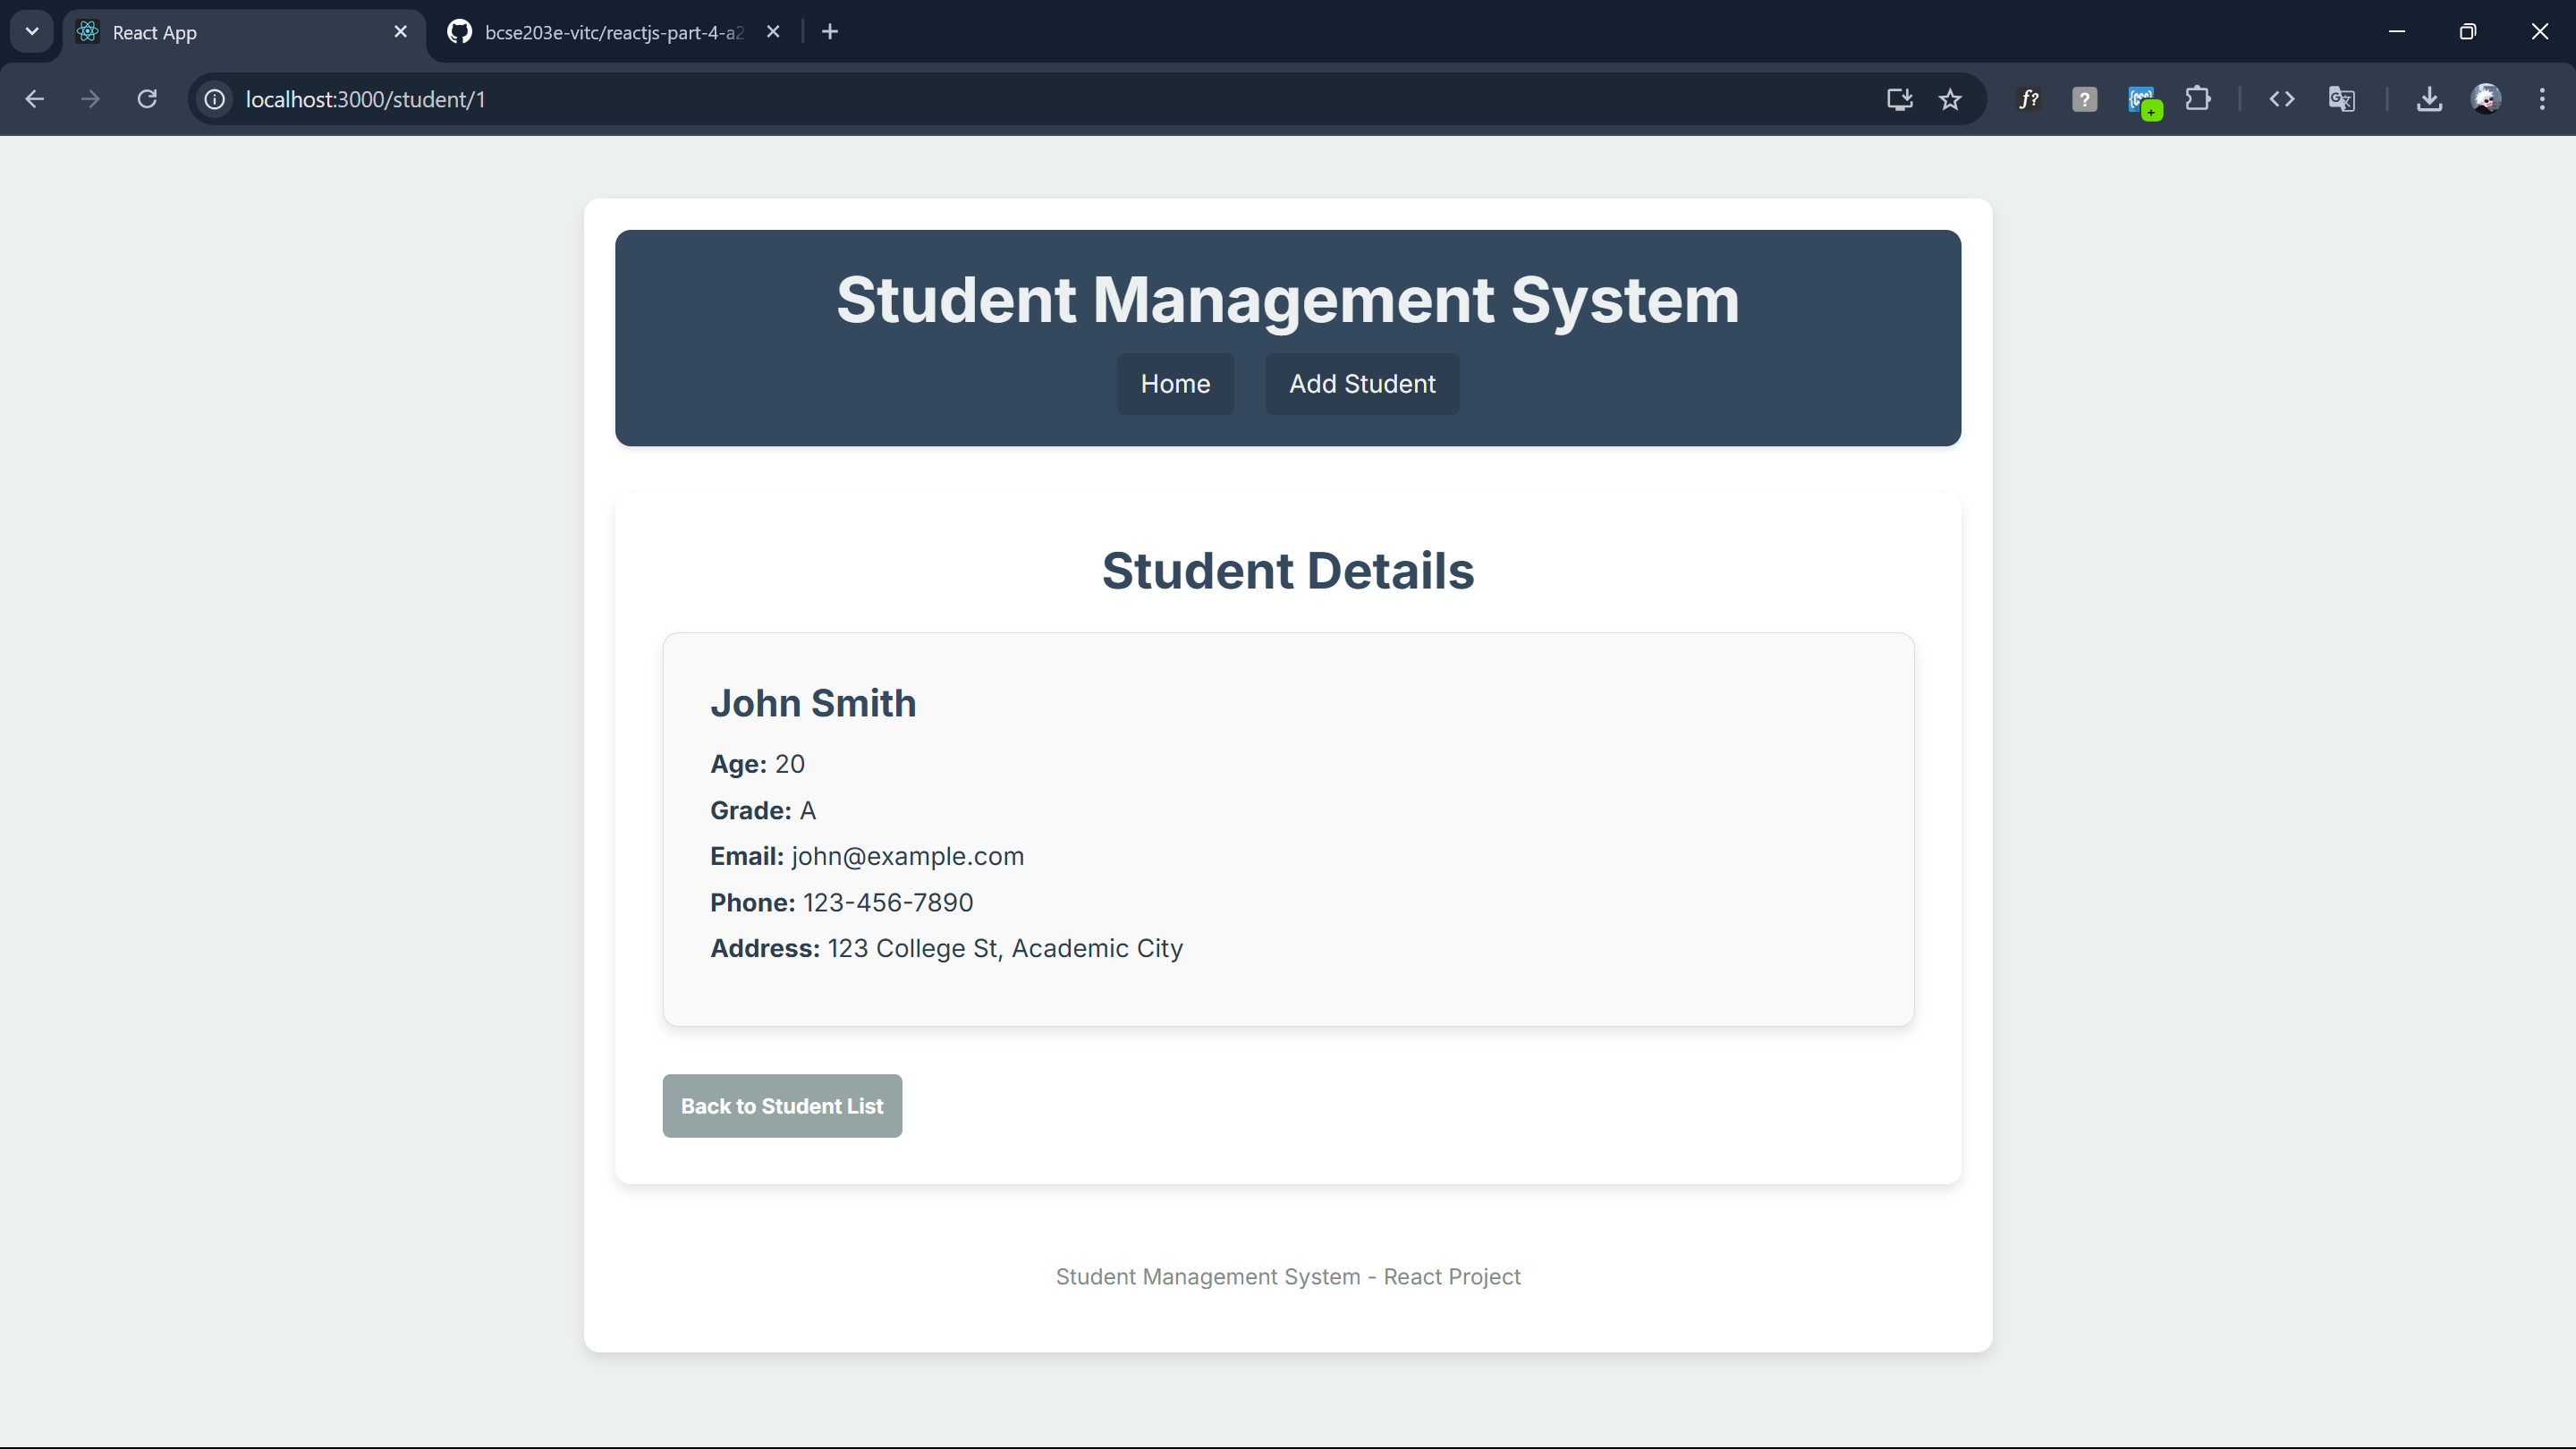 React App
bcse203e-vitc/reactjs-part-4-a2
localhost:3000/student/1
Student Management System
Home
Add Student
Student Details
John Smith
Age: 20
Grade: A
Email: john@example.com
Phone: 123-456-7890
Address: 123 College St, Academic City
Back to Student List
Student Management System - React Project